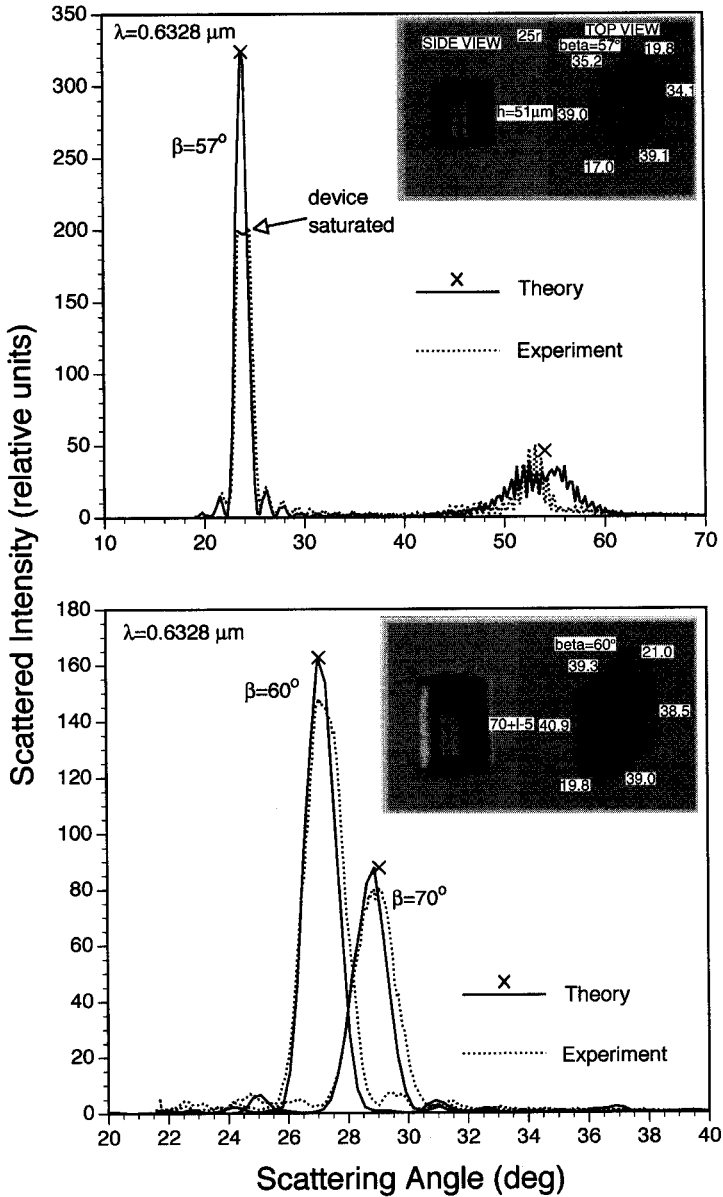 Scattered Intensity (relative units)
350
300
250
200
150
100
50
0
λ=0.6328 μm
β=57°
device
saturated
× Theory
Experiment
SIDE VIEW
25r
TOP VIEW
beta=57°
35.2
19.8
34.1
h=51μm
39.0
39.1
17.0
10
20
30
40
50
60
70
180
160
140
120
100
80
60
40
20
0
λ=0.6328 μm
β=60°
β=70°
× Theory
Experiment
beta=60°
39.3
21.0
38.5
70+l-5
40.9
39.0
19.8
20
22
24
26
28
30
32
34
36
38
40
Scattering Angle (deg)